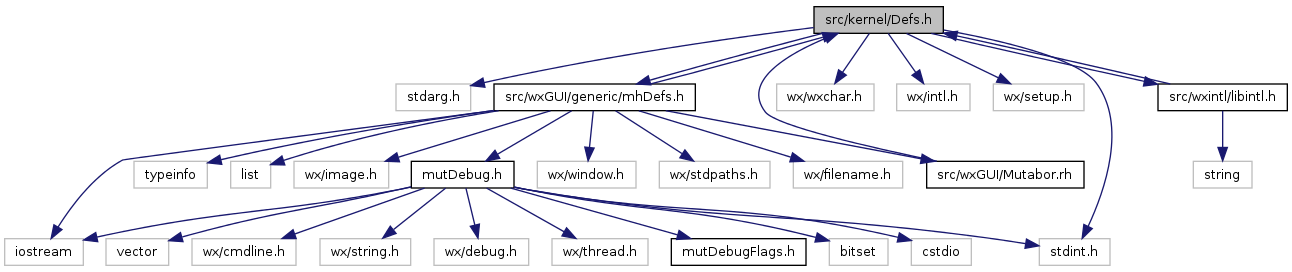 src/kernel/Defs.h
stdarg.h
src/wxGUI/generic/mhDefs.h
wx/wxchar.h
wx/intl.h
wx/setup.h
src/wxintl/libintl.h
typeinfo
list
wx/image.h
mutDebug.h
wx/window.h
wx/stdpaths.h
wx/filename.h
src/wxGUI/Mutabor.rh
string
iostream
vector
wx/cmdline.h
wx/string.h
wx/debug.h
wx/thread.h
mutDebugFlags.h
bitset
cstdio
stdint.h